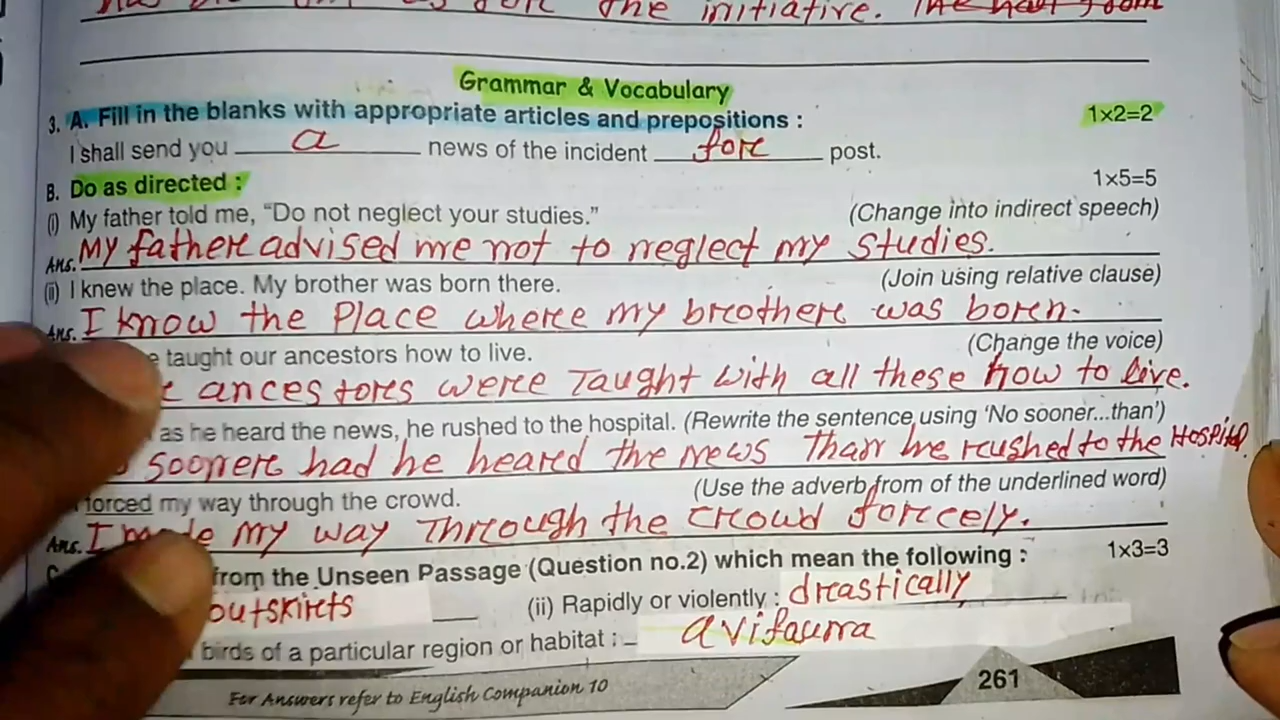 the initiative.
Grammar & Vocabulary
3. A. Fill in the blanks with appropriate articles and prepositions : 1×2=2
I shall send you a news of the incident fore post.
B. Do as directed : 1×5=5
(i) My father told me, “Do not neglect your studies.” (Change into indirect speech)
Ans. My father advised me not to neglect my studies.
(ii) I knew the place. My brother was born there. (Join using relative clause)
Ans. I know the place where my brother was born.
taught our ancestors how to live. (Change the voice)
ancestors were Taught with all these how to live.
as he heard the news, he rushed to the hospital. (Rewrite the sentence using ‘No sooner...than’)
sooner had he heard the news Than he rushed to the Hospital
forced my way through the crowd. (Use the adverb from of the underlined word)
Ans. I made my way Through the crowd forcely.
from the Unseen Passage (Question no.2) which mean the following : 1×3=3
outskirts (ii) Rapidly or violently : drastically
birds of a particular region or habitat : avifauna
For Answers refer to English Companion 10
261